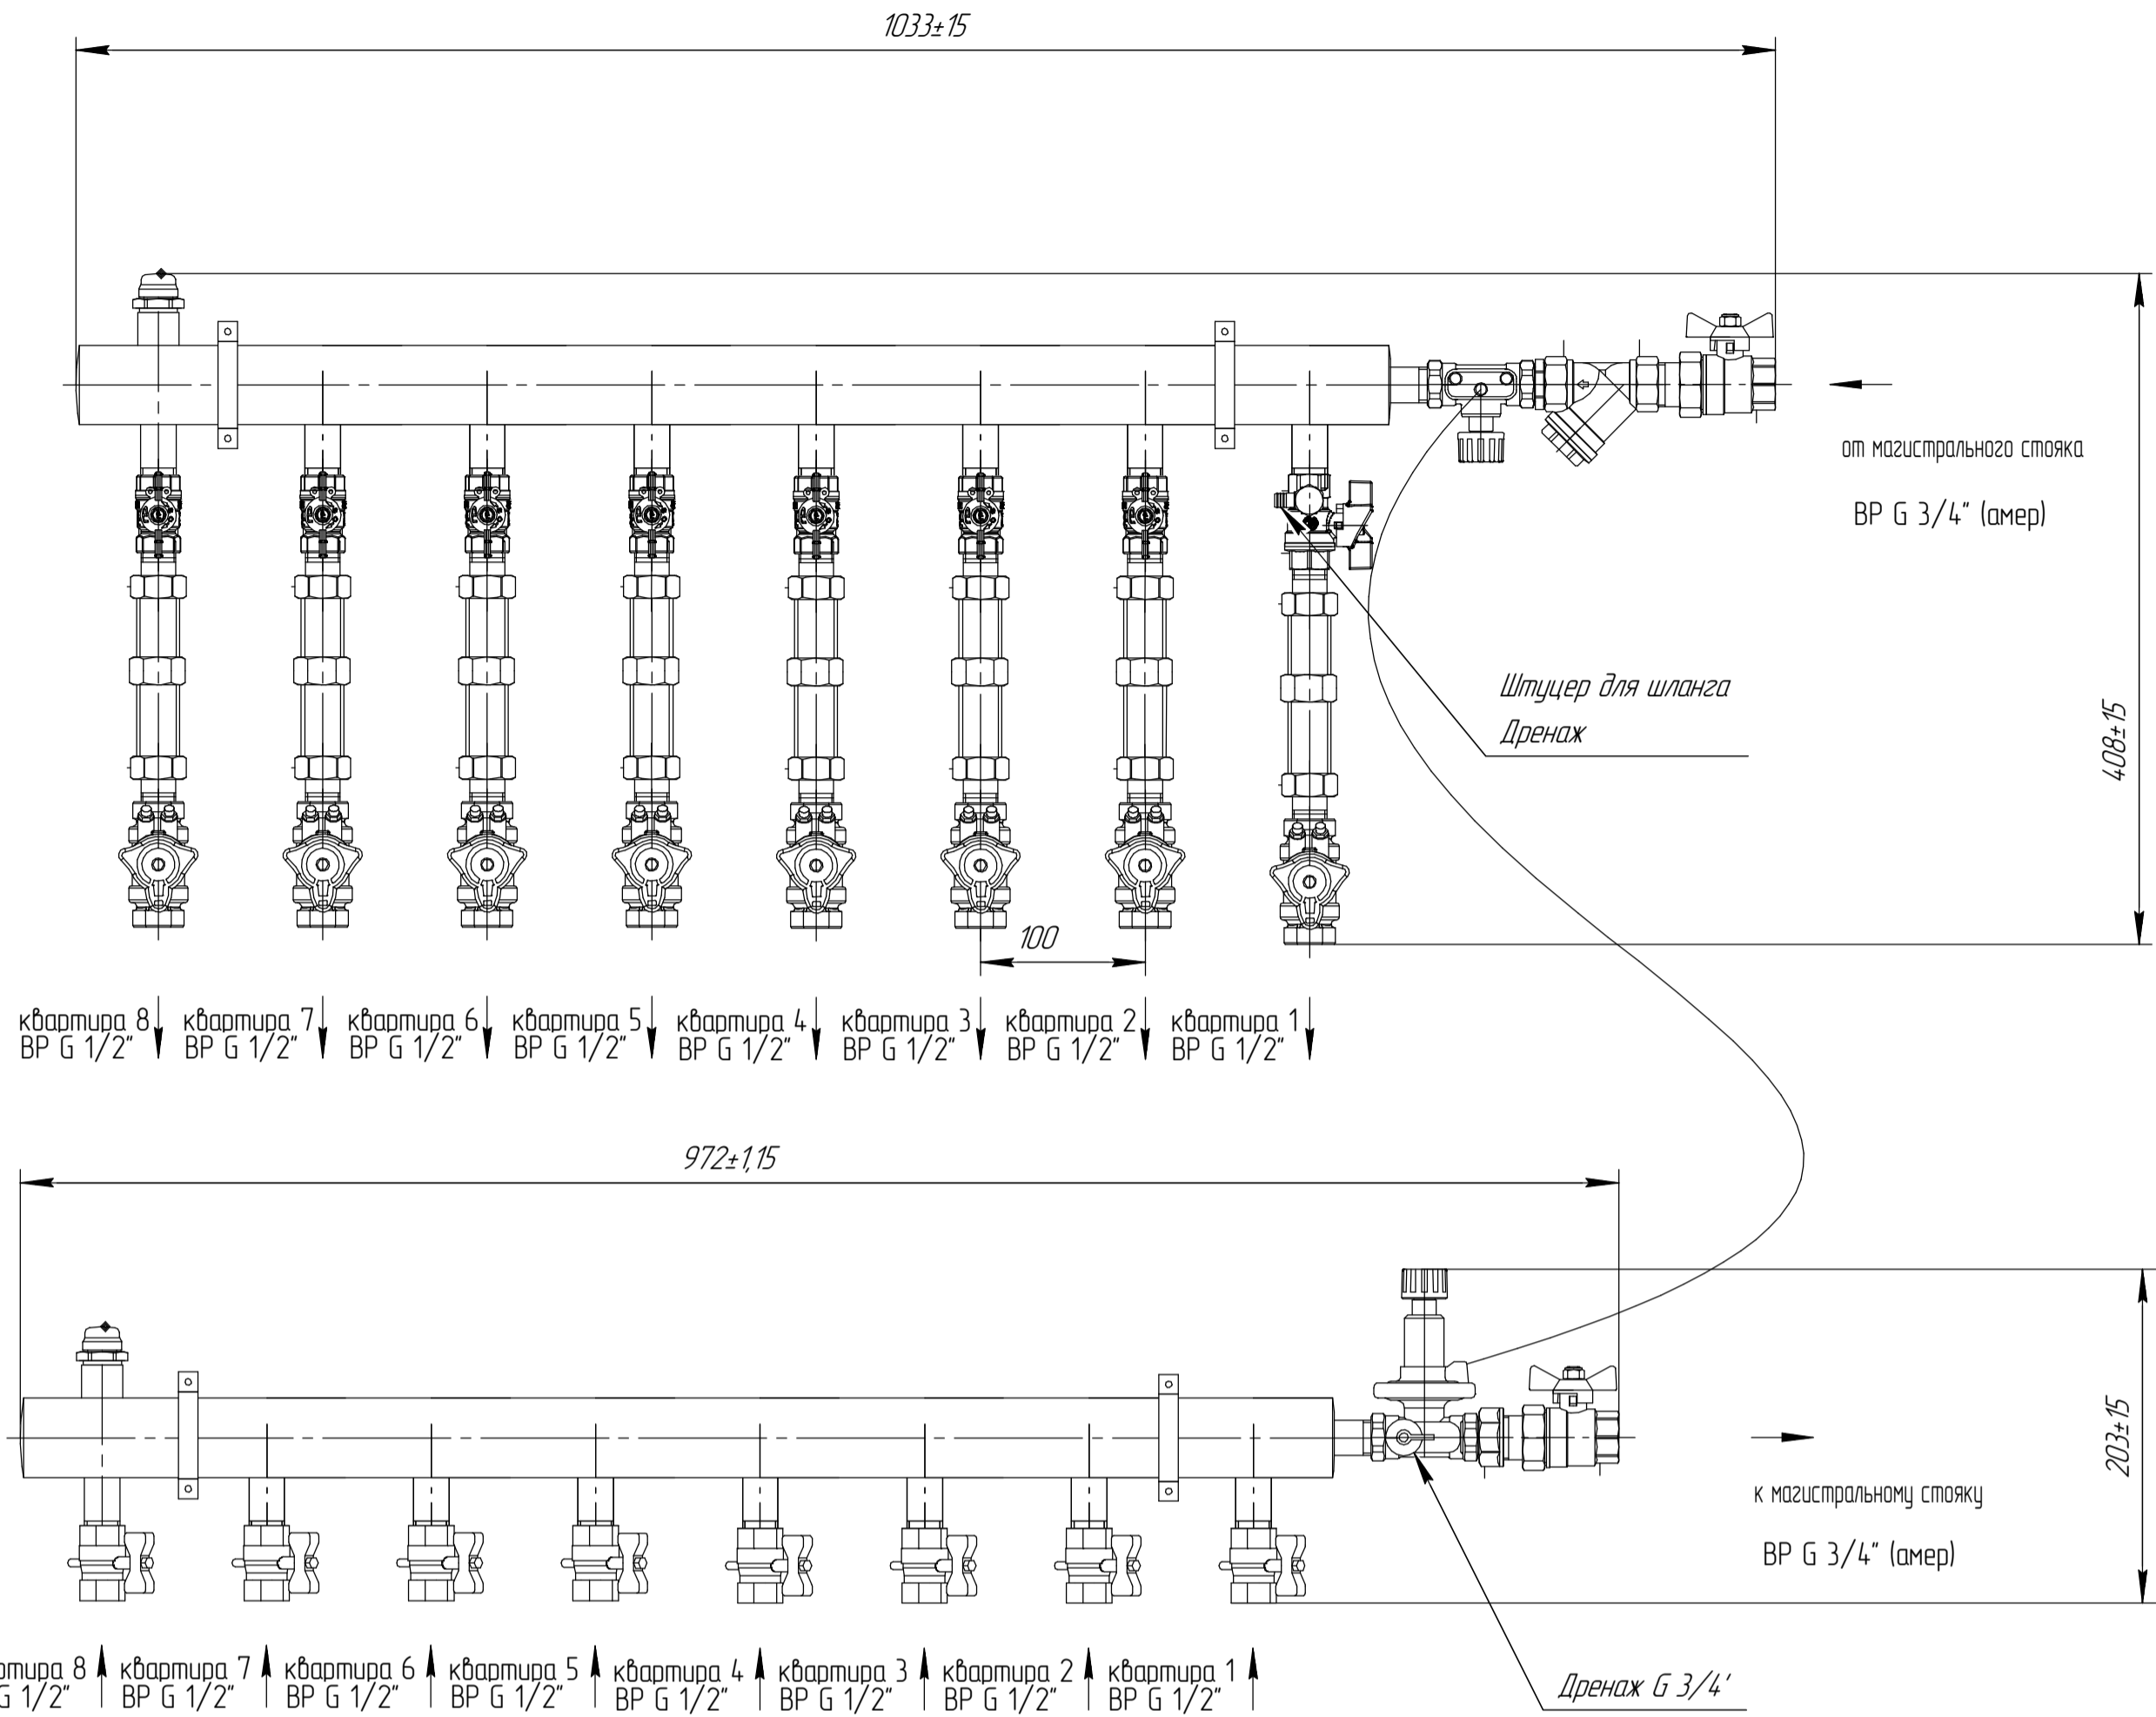 1033±15
от магистрального стояка
ВР G 3/4" (амер)
Штуцер для шланга
Дренаж
408±15
100
квартира 8
ВР G 1/2"
квартира 7
ВР G 1/2"
квартира 6
ВР G 1/2"
квартира 5
ВР G 1/2"
квартира 4
ВР G 1/2"
квартира 3
ВР G 1/2"
квартира 2
ВР G 1/2"
квартира 1
ВР G 1/2"
972±1,15
203±15
к магистральному стояку
ВР G 3/4" (амер)
ртира 8
G 1/2"
квартира 7
ВР G 1/2"
квартира 6
ВР G 1/2"
квартира 5
ВР G 1/2"
квартира 4
ВР G 1/2"
квартира 3
ВР G 1/2"
квартира 2
ВР G 1/2"
квартира 1
ВР G 1/2"
Дренаж G 3/4'